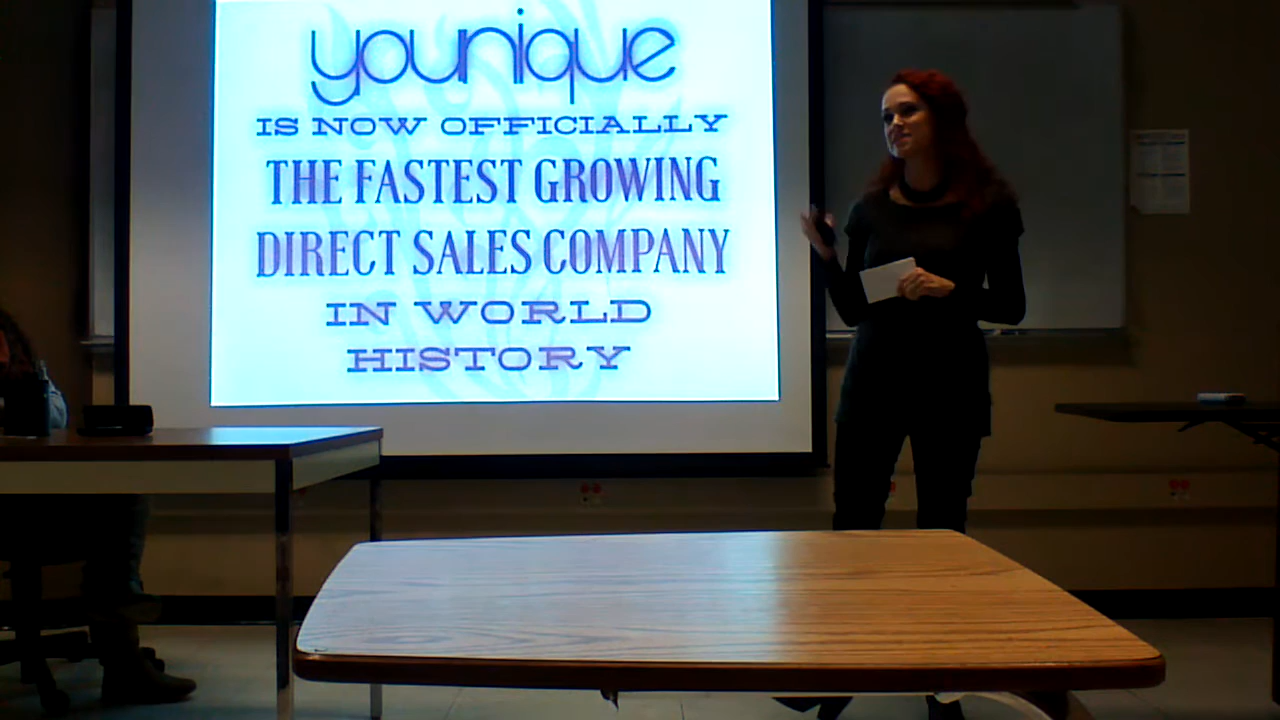 younique
IS NOW OFFICIALLY
THE FASTEST GROWING
DIRECT SALES COMPANY
IN WORLD
HISTORY